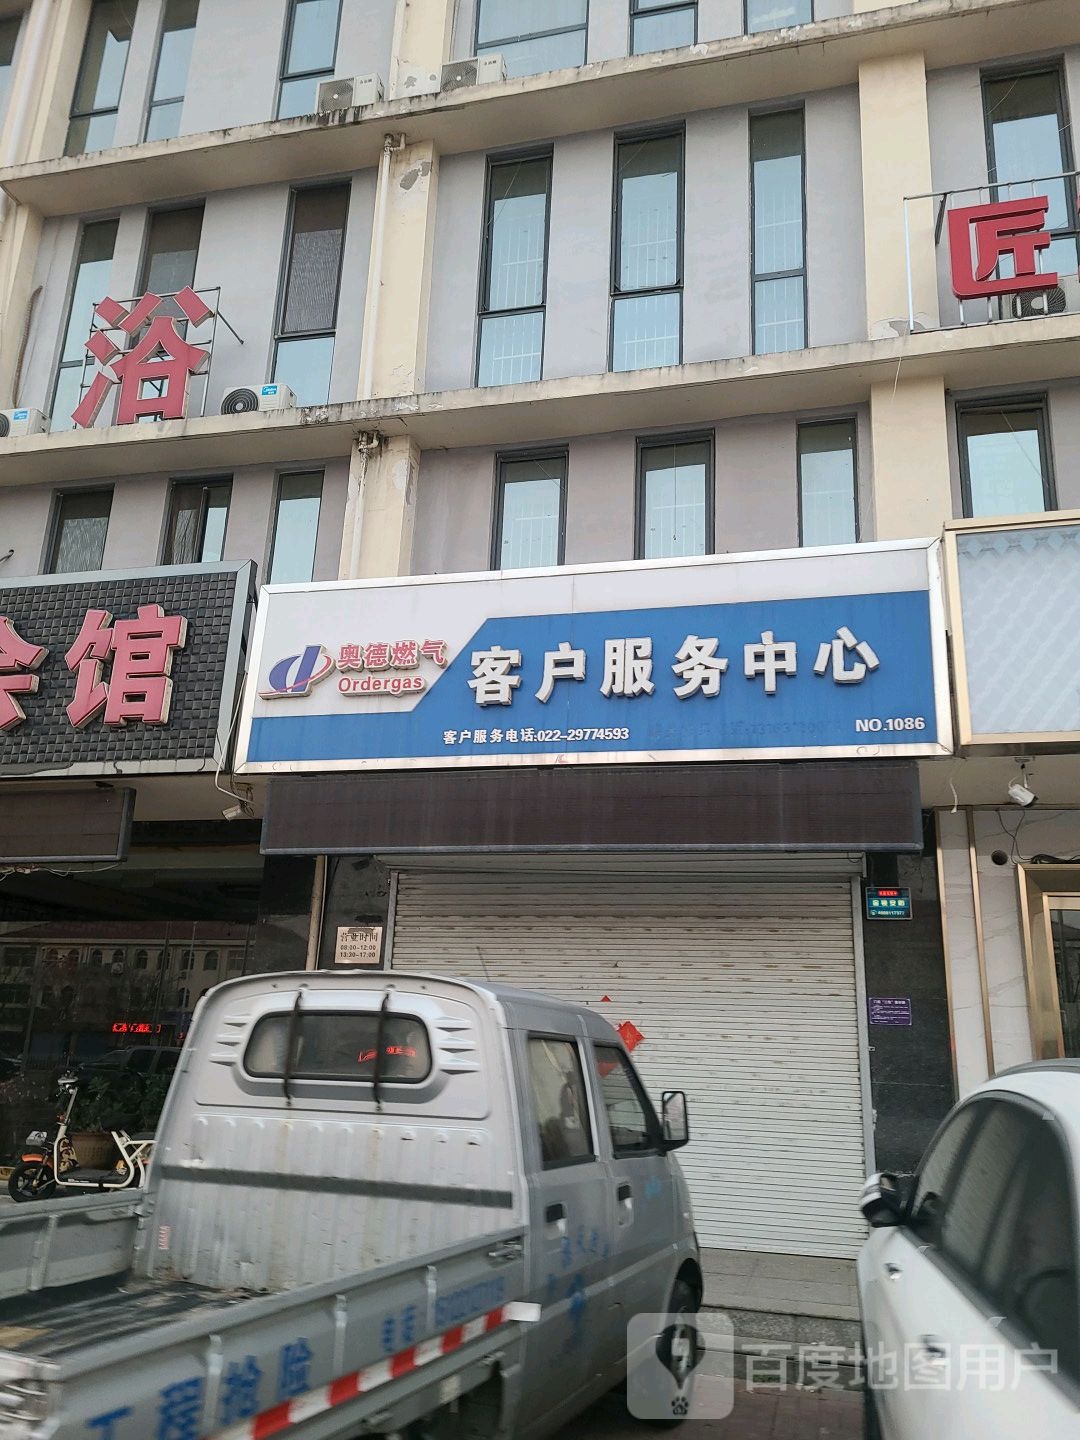 浴
匠
会馆
奥德燃气
Ordergas
客户服务中心
客户服务电话:022-29774593
NO.1086
营业时间
08:00-12:00
13:30-17:00
工程抢险
百度地图用户